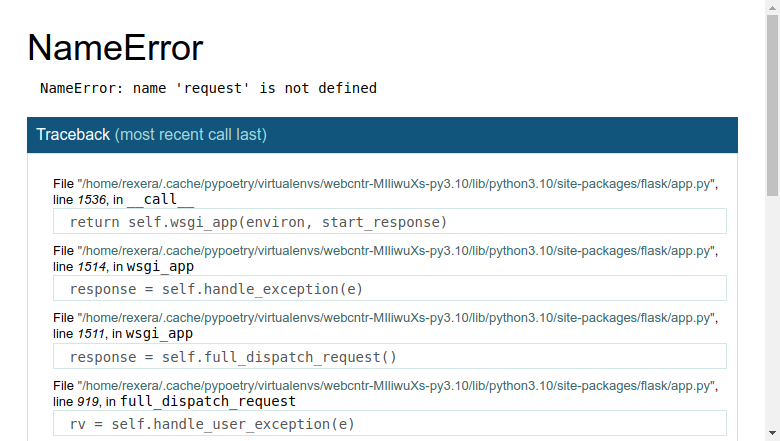 NameError
NameError: name 'request' is not defined
Traceback (most recent call last)
File "/home/rexera/.cache/pypoetry/virtualenvs/webcntr-MIliwuXs-py3.10/lib/python3.10/site-packages/flask/app.py",
line 1536, in __call__
return self.wsgi_app(environ, start_response)
File "/home/rexera/.cache/pypoetry/virtualenvs/webcntr-MIliwuXs-py3.10/lib/python3.10/site-packages/flask/app.py",
line 1514, in wsgi_app
response = self.handle_exception(e)
File "/home/rexera/.cache/pypoetry/virtualenvs/webcntr-MIliwuXs-py3.10/lib/python3.10/site-packages/flask/app.py",
line 1511, in wsgi_app
response = self.full_dispatch_request()
File "/home/rexera/.cache/pypoetry/virtualenvs/webcntr-MIliwuXs-py3.10/lib/python3.10/site-packages/flask/app.py",
line 919, in full_dispatch_request
rv = self.handle_user_exception(e)